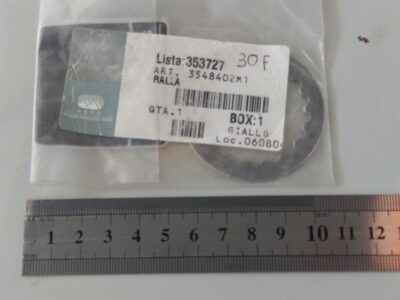 Lista:353727 30F
ART. 3548402M1
RALLA
QTA.1
BOX:1
GIALLO
Loc.06080
1 2 3 4 5 6 7 8 9 10 11 12